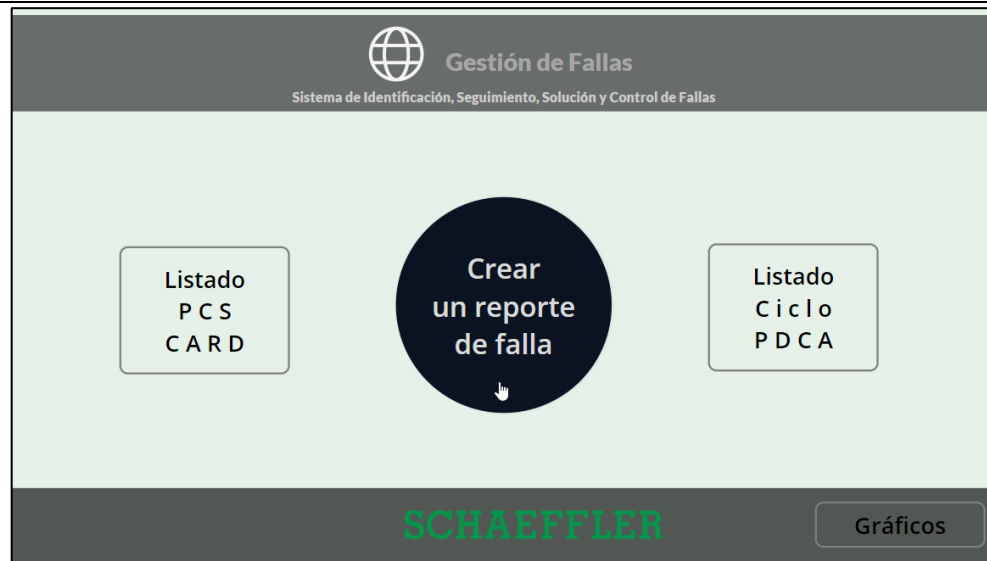 Gestión de Fallas
Sistema de Identificación, Seguimiento, Solución y Control de Fallas
Listado
P C S
C A R D
Crear
un reporte
de falla
Listado
C i c l o
P D C A
SCHAEFFLER
Gráficos